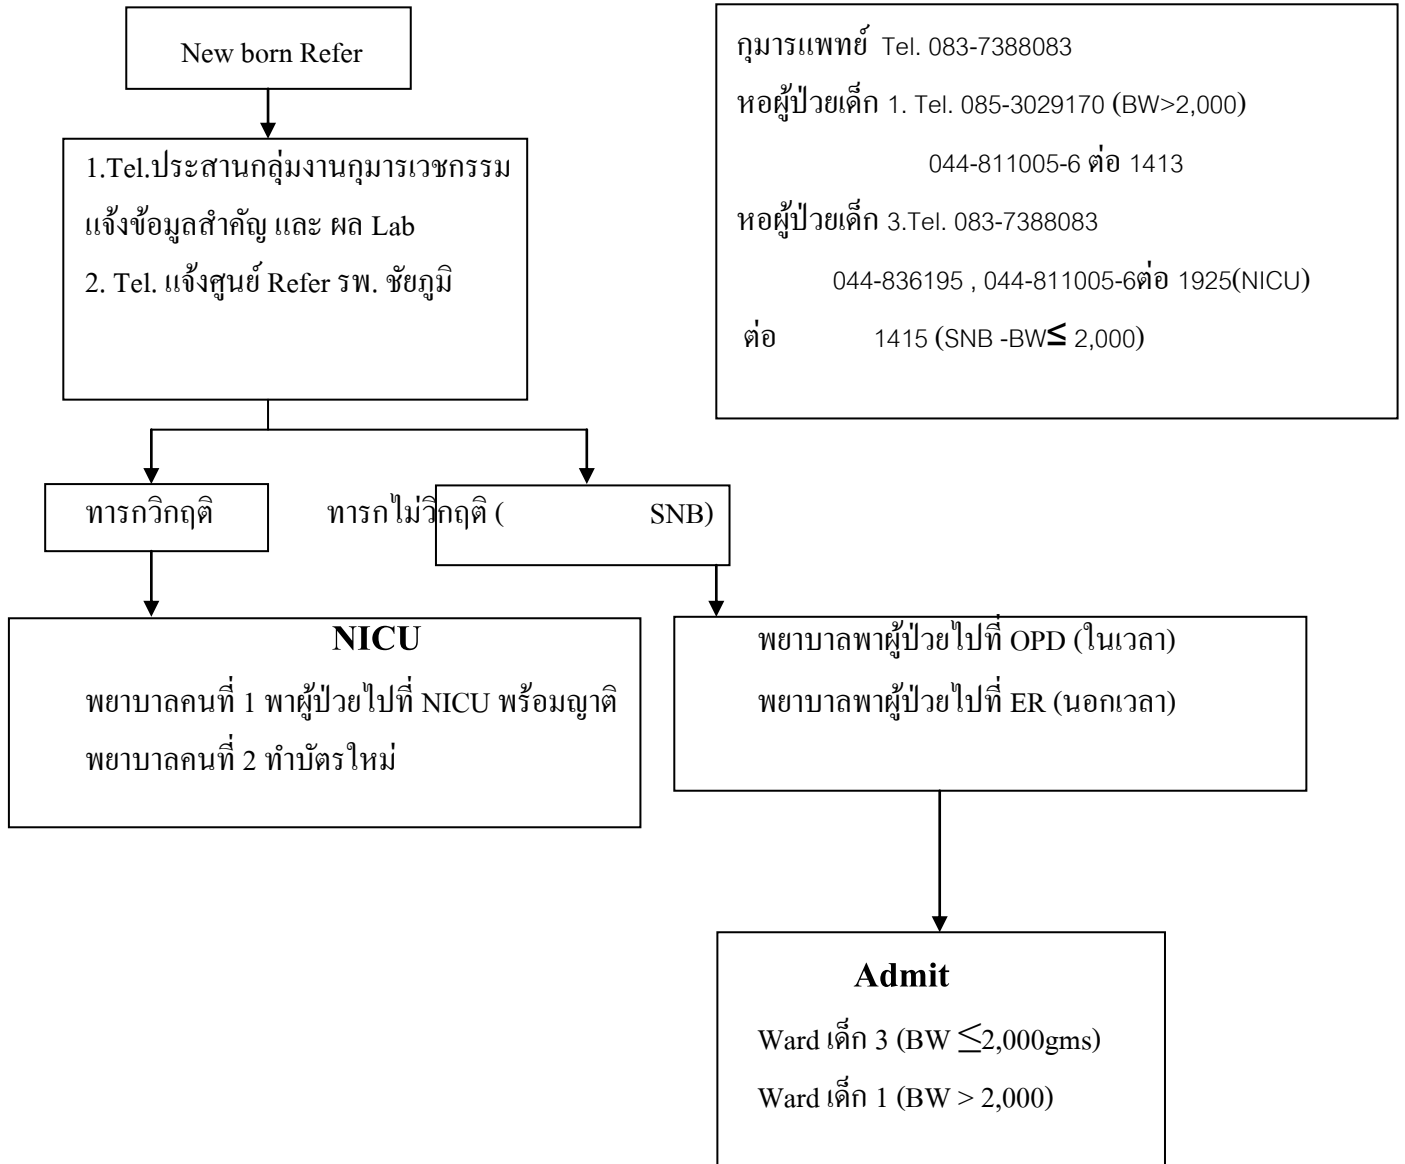 New born Refer
1.Tel.ประสานกลุ่มงานกุมารเวชกรรม
แจ้งข้อมูลสำคัญ และ ผล Lab
2. Tel. แจ้งศูนย์ Refer รพ. ชัยภูมิ
กุมารแพทย์ Tel. 083-7388083
หอผู้ป่วยเด็ก 1. Tel. 085-3029170 (BW>2,000)
044-811005-6 ต่อ 1413
หอผู้ป่วยเด็ก 3.Tel. 083-7388083
044-836195 , 044-811005-6ต่อ 1925(NICU)
ต่อ 1415 (SNB -BW≤ 2,000)
ทารกวิกฤติ
ทารกไม่วิกฤติ ( SNB)
NICU
พยาบาลคนที่ 1 พาผู้ป่วยไปที่ NICU พร้อมญาติ
พยาบาลคนที่ 2 ทำบัตรใหม่
พยาบาลพาผู้ป่วยไปที่ OPD (ในเวลา)
พยาบาลพาผู้ป่วยไปที่ ER (นอกเวลา)
Admit
Ward เด็ก 3 (BW ≤2,000gms)
Ward เด็ก 1 (BW > 2,000)